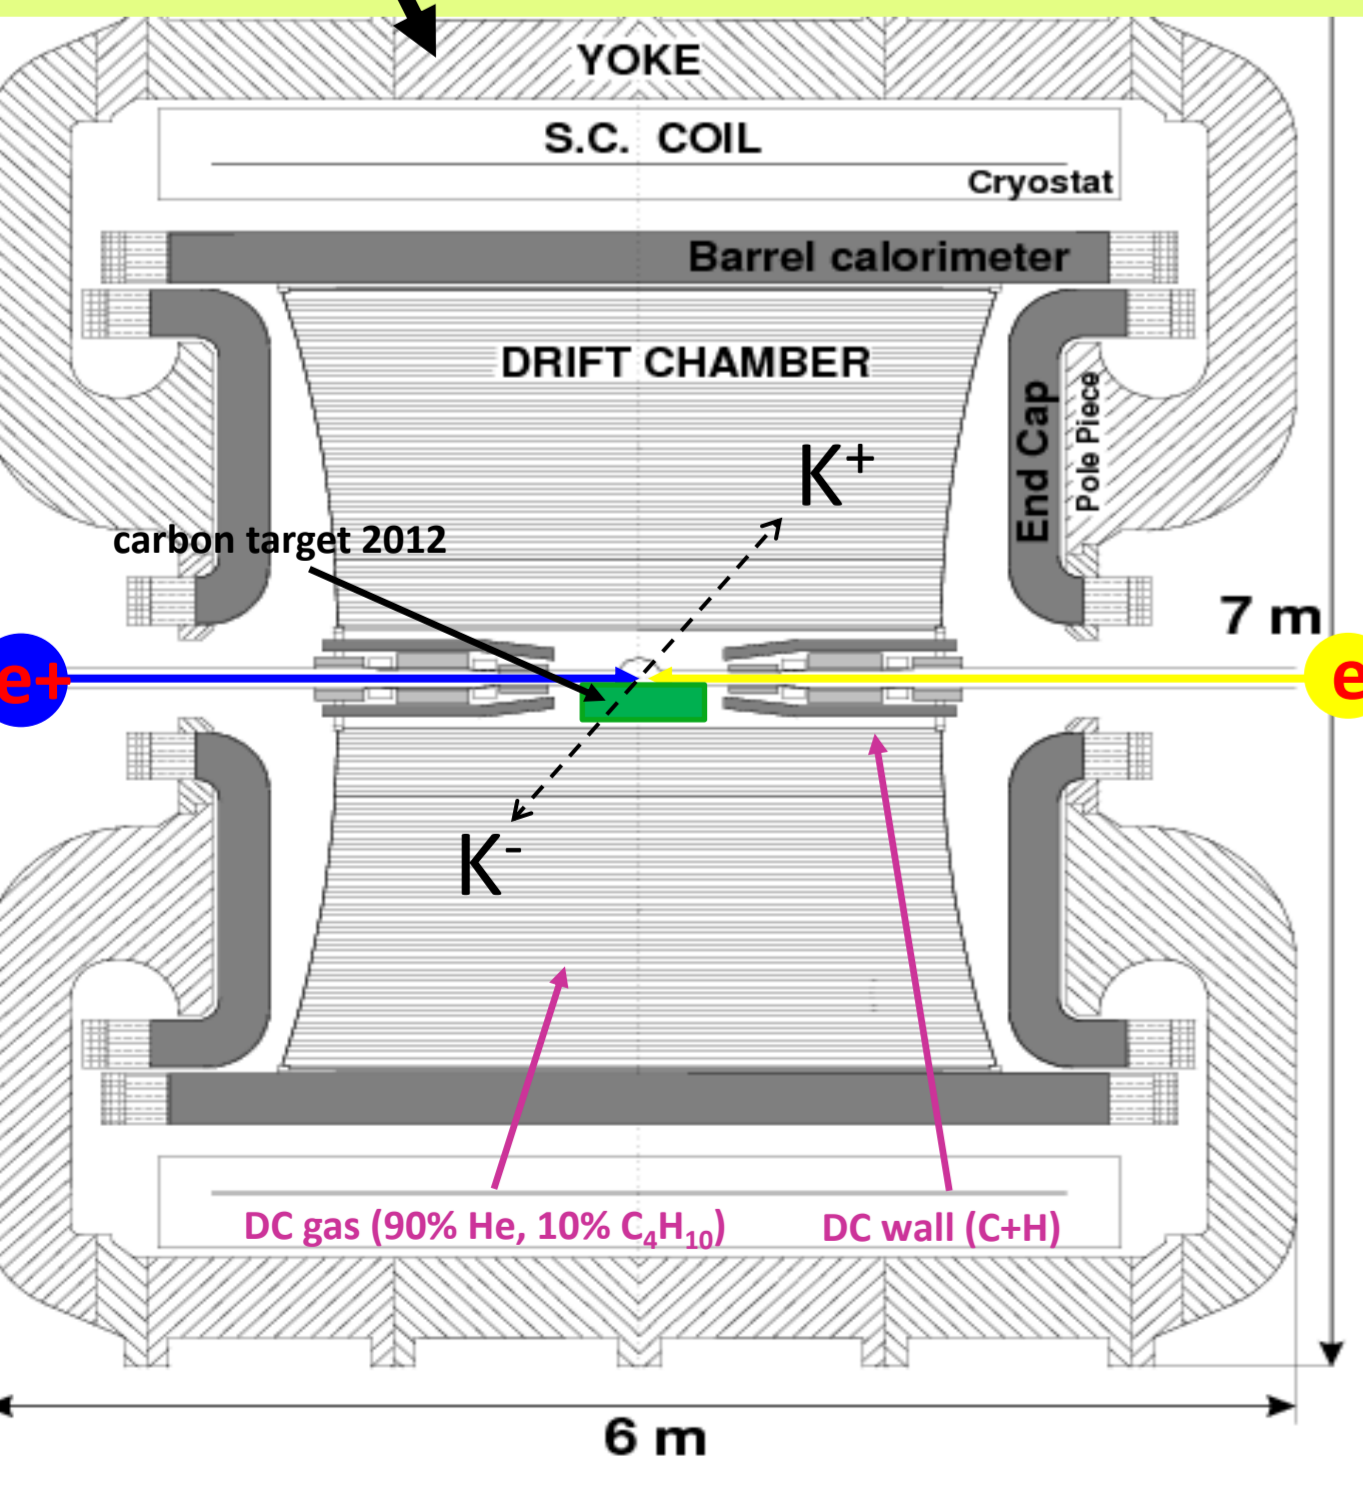 YOKE
S.C. COIL
Cryostat
Barrel calorimeter
DRIFT CHAMBER
End Cap
Pole Piece
K⁺
carbon target 2012
7 m
e+
e
K⁻
DC gas (90% He, 10% C₄H₁₀)
DC wall (C+H)
6 m